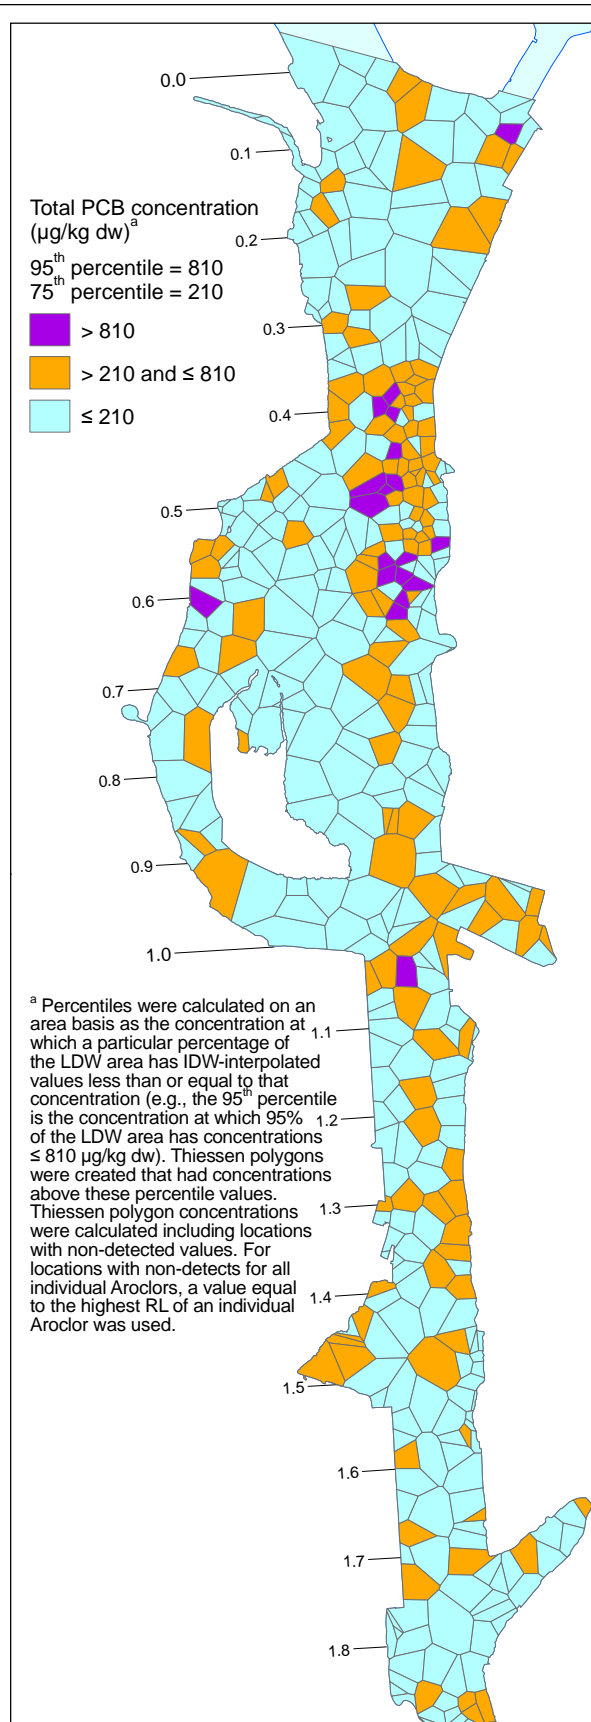 0.0
0.1
Total PCB concentration
(µg/kg dw)a
0.2
95th percentile = 810
75th percentile = 210
> 810
0.3
> 210 and ≤ 810
≤ 210
0.4
0.5
0.6
0.7
0.8
0.9
1.0
a Percentiles were calculated on an
area basis as the concentration at
which a particular percentage of
the LDW area has IDW-interpolated
values less than or equal to that
concentration (e.g., the 95th percentile
is the concentration at which 95%
of the LDW area has concentrations
≤ 810 µg/kg dw). Thiessen polygons
were created that had concentrations
above these percentile values.
Thiessen polygon concentrations
were calculated including locations
with non-detected values. For
locations with non-detects for all
individual Aroclors, a value equal
to the highest RL of an individual
Aroclor was used.
1.1
1.2
1.3
1.4
1.5
1.6
1.7
1.8